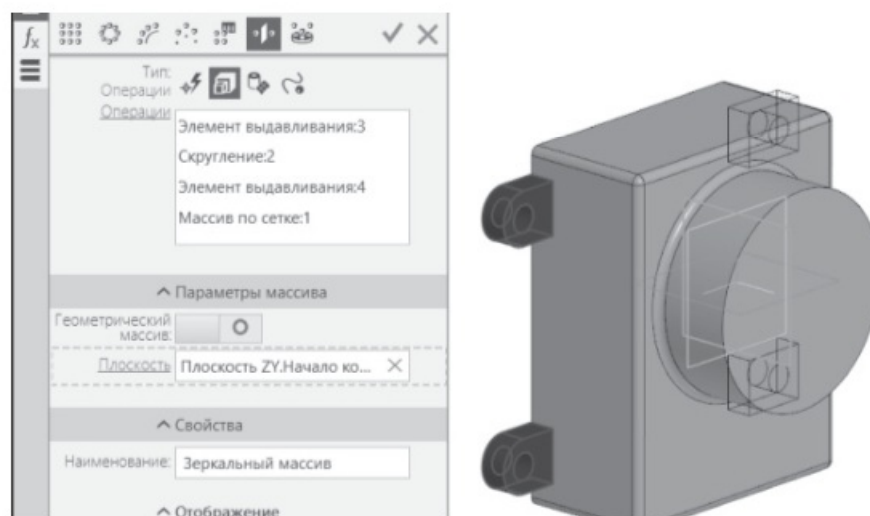 fx
Тип:
Операции
Операции
Элемент выдавливания:3
Скругление:2
Элемент выдавливания:4
Массив по сетке:1
Параметры массива
Геометрический
массив:
Плоскость Плоскость ZY.Начало ко...
Свойства
Наименование: Зеркальный массив
Отображение